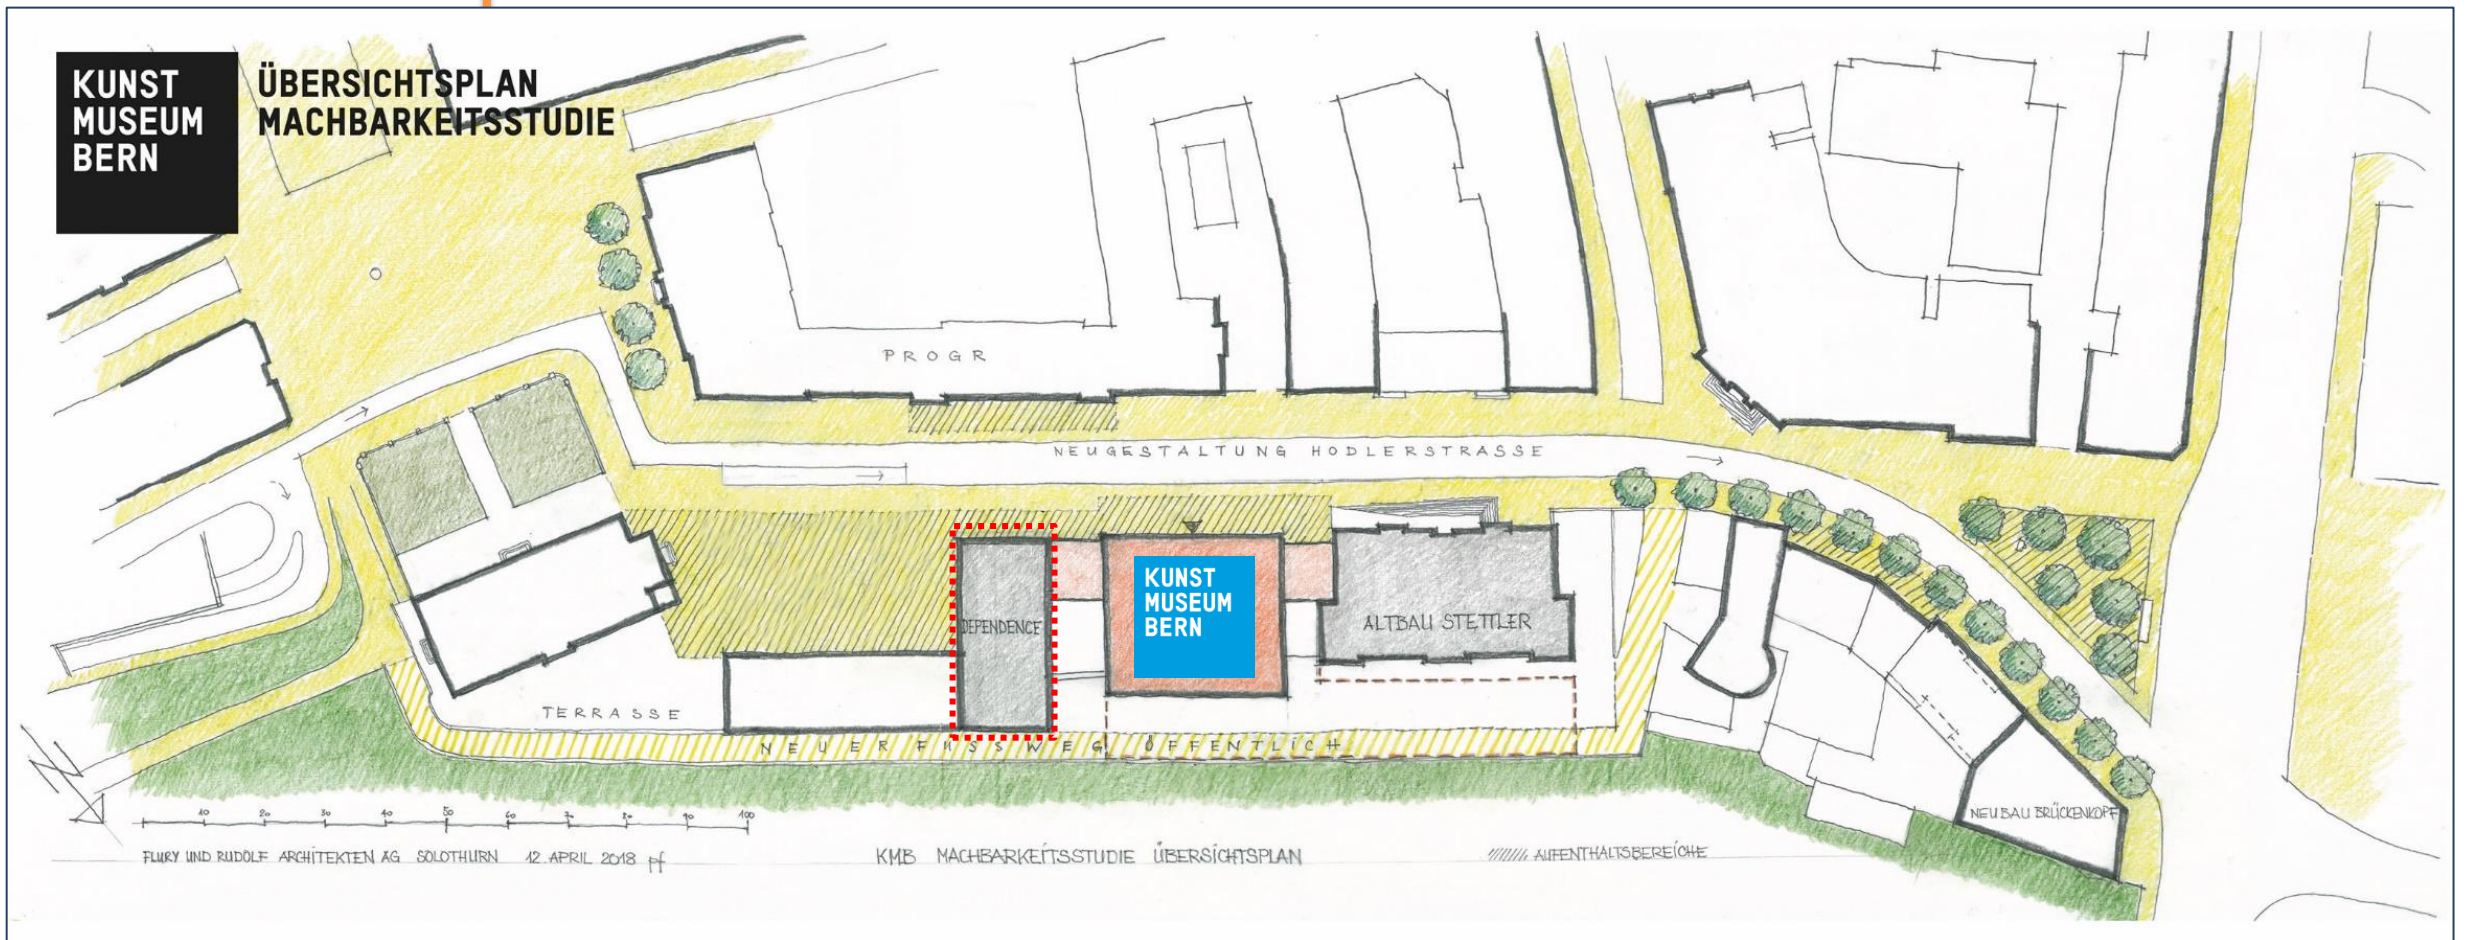 KUNST
MUSEUM
BERN
ÜBERSICHTSPLAN
MACHBARKEITSSTUDIE
PROGR
NEUGESTALTUNG HODLERSTRASSE
DEPENDENCE
KUNST
MUSEUM
BERN
ALTBAU STETTLER
TERRASSE
NEUER FUSSWEG ÖFFENTLICH
NEUBAU BRÜCKENKOPF
10 20 30 40 50 60 70 80 90 100
FLURY UND RUDOLF ARCHITEKTEN AG SOLOTHURN 12. APRIL 2018 pf
KMB MACHBARKEITSSTUDIE ÜBERSICHTSPLAN
AUFENTHALTSBEREICHE